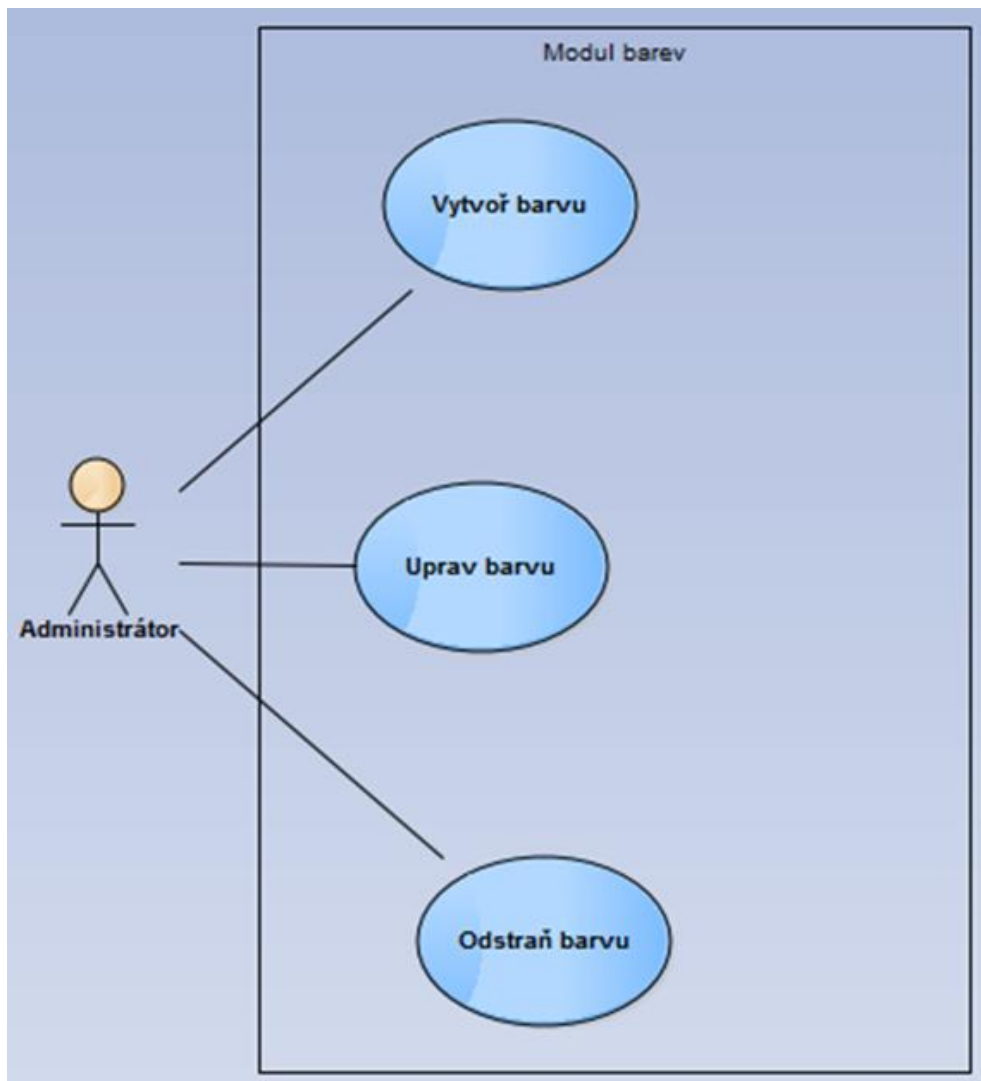 Modul barev
Vytvoř barvu
Uprav barvu
Administrátor
Odstraň barvu